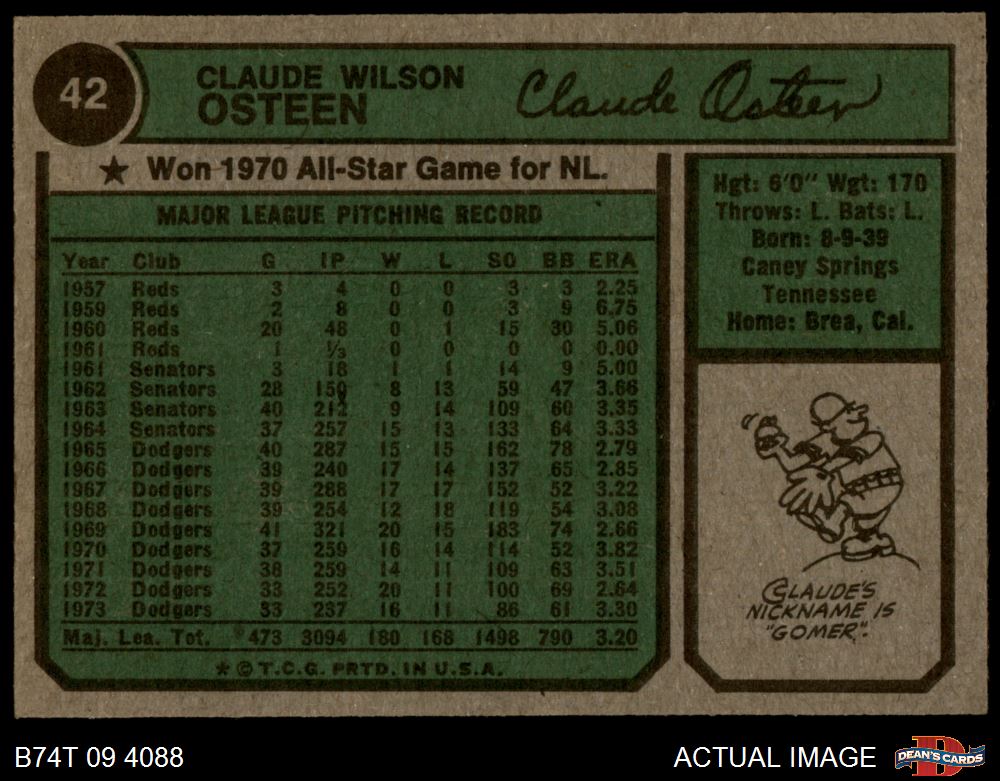 42
CLAUDE WILSON
OSTEEN
Claude Osteen
★ Won 1970 All-Star Game for NL.
MAJOR LEAGUE PITCHING RECORD
Year Club G IP W L SO BB ERA
1957 Reds 3 4 0 0 3 3 2.25
1959 Reds 2 8 0 0 3 9 6.75
1960 Reds 20 48 0 1 15 30 5.06
1961 Reds 1 ⅓ 0 0 0 0 0.00
1961 Senators 3 18 1 1 14 9 5.00
1962 Senators 28 150 8 13 59 47 3.66
1963 Senators 40 212 9 14 109 60 3.35
1964 Senators 37 257 15 13 133 64 3.33
1965 Dodgers 40 287 15 15 162 78 2.79
1966 Dodgers 39 240 17 14 137 65 2.85
1967 Dodgers 39 288 17 17 152 52 3.22
1968 Dodgers 39 254 12 18 119 54 3.08
1969 Dodgers 41 321 20 15 183 74 2.66
1970 Dodgers 37 259 16 14 114 52 3.82
1971 Dodgers 38 259 14 11 109 63 3.51
1972 Dodgers 33 252 20 11 100 69 2.64
1973 Dodgers 33 237 16 11 86 61 3.30
Maj. Lea. Tot. 473 3094 180 168 1498 790 3.20
★ © T.C.G. PRTD. IN U.S.A.
Hgt: 6'0" Wgt: 170
Throws: L. Bats: L.
Born: 8-9-39
Caney Springs
Tennessee
Home: Brea, Cal.
CLAUDE'S
NICKNAME IS
"GOMER".
B74T 09 4088
ACTUAL IMAGE
D
DEAN'S CARDS